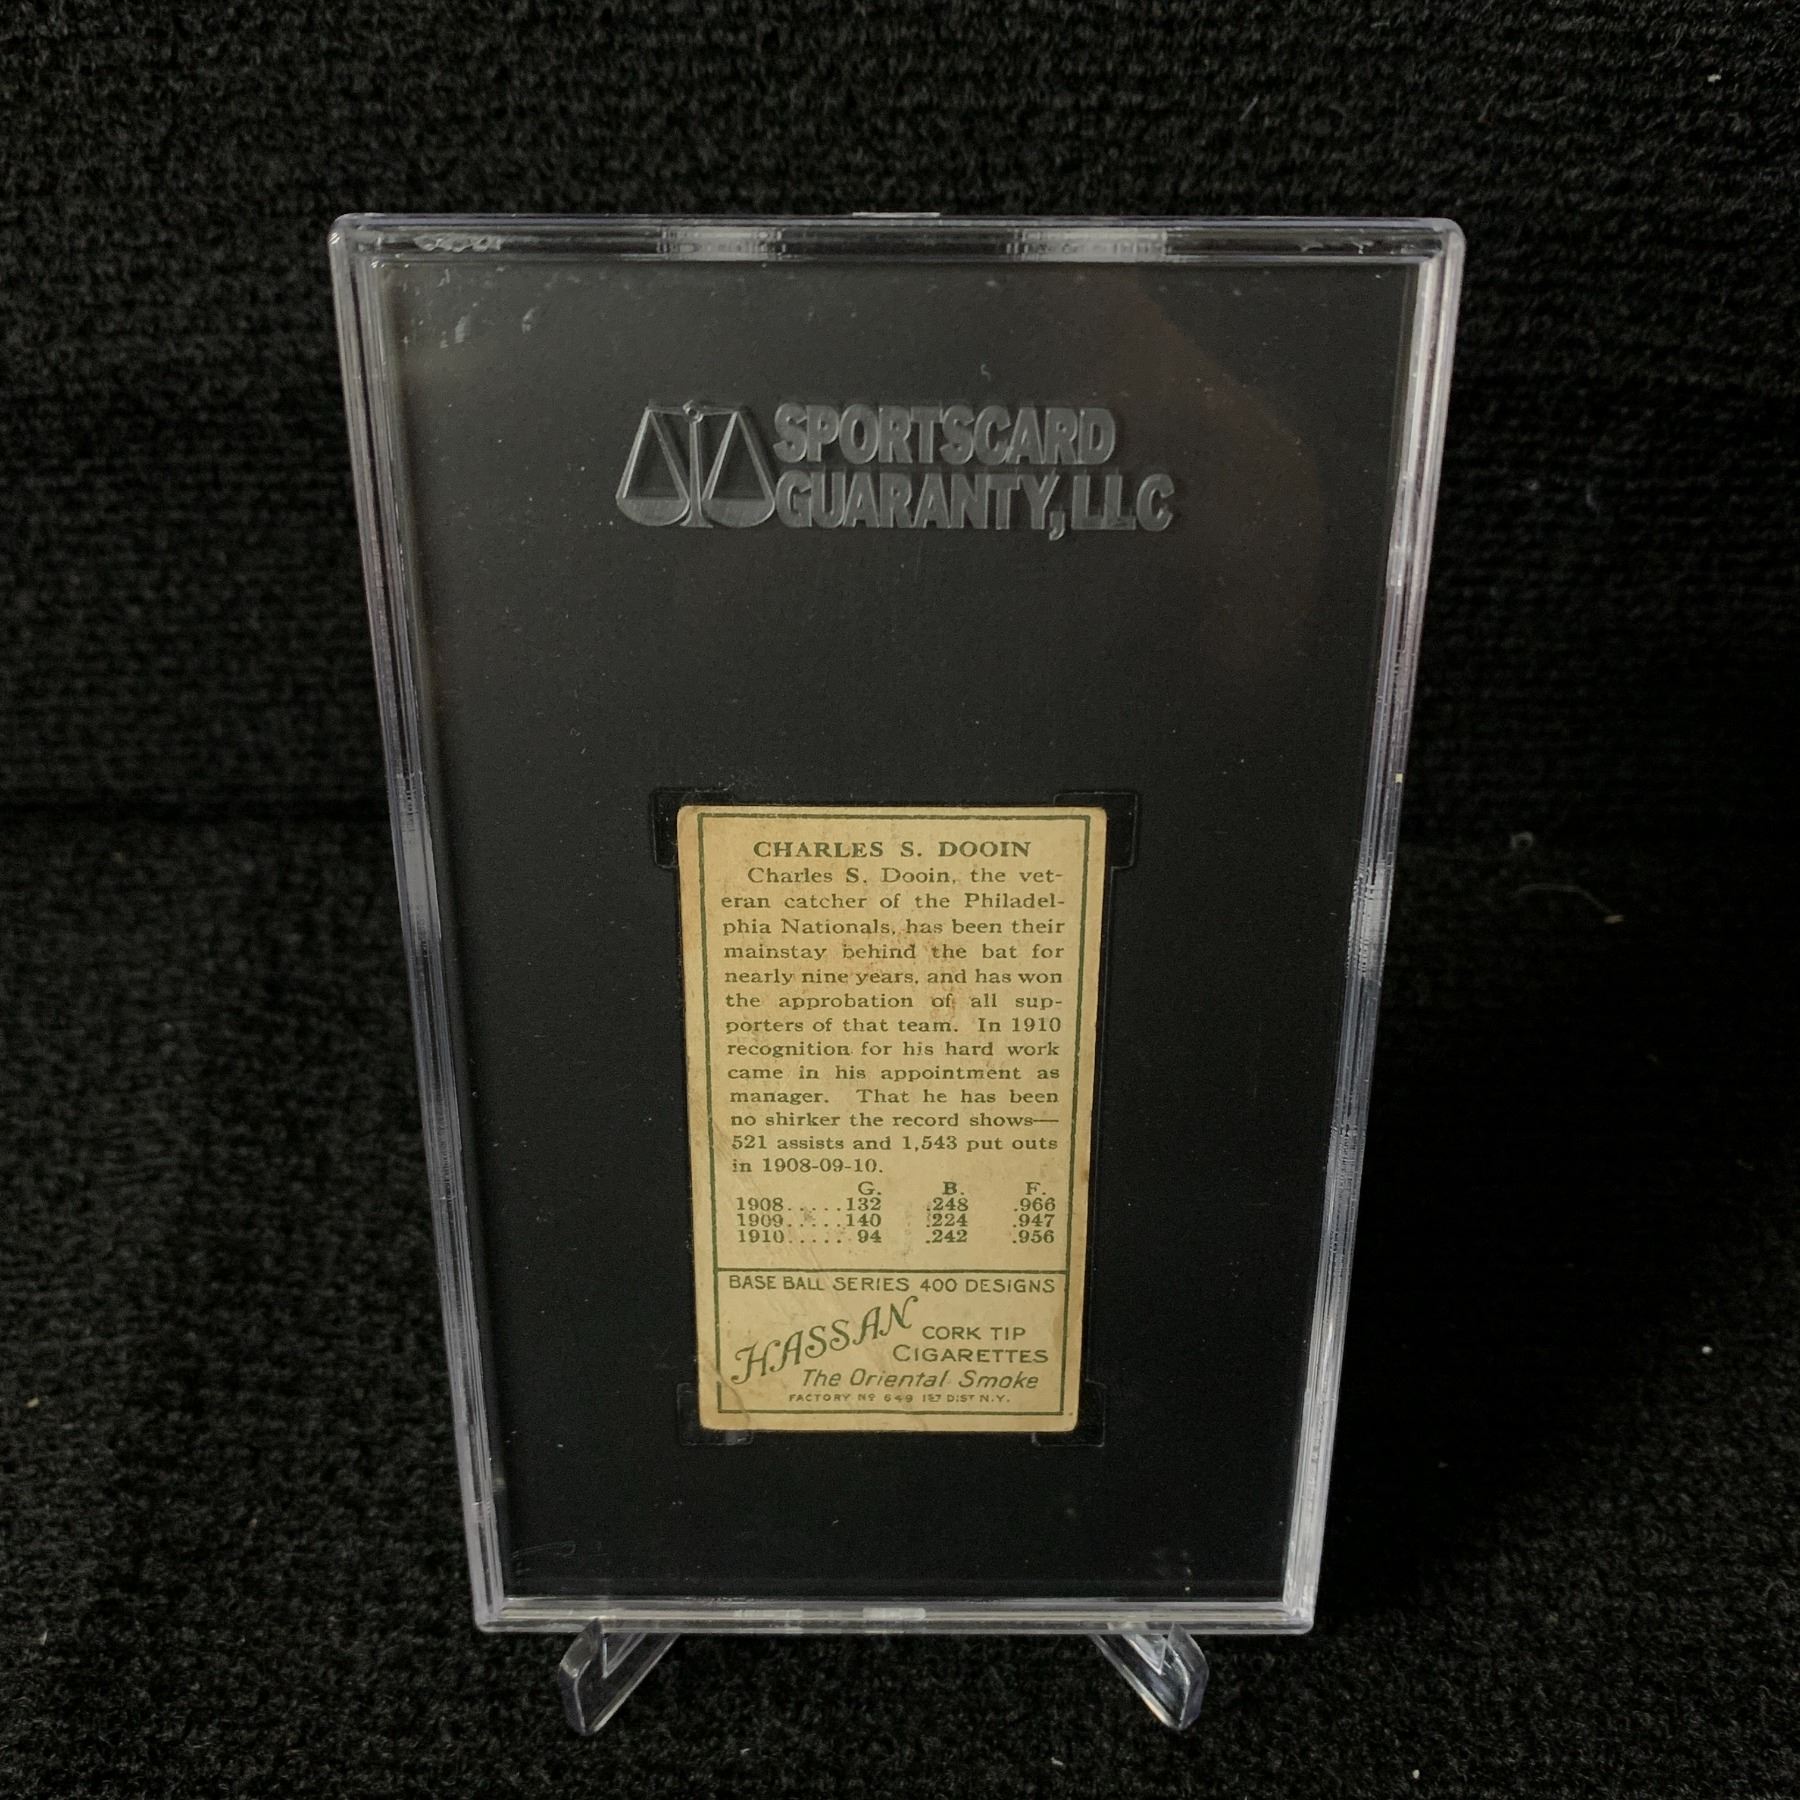 SPORTSCARD
GUARANTY, LLC
CHARLES S. DOOIN
Charles S. Dooin, the vet-
eran catcher of the Philadel-
phia Nationals, has been their
mainstay behind the bat for
nearly nine years, and has won
the approbation of all sup-
porters of that team. In 1910
recognition for his hard work
came in his appointment as
manager. That he has been
no shirker the record shows—
521 assists and 1,543 put outs
in 1908-09-10.
G. B. F.
1908.....132 .248 .966
1909.....140 .224 .947
1910..... 94 .242 .956
BASE BALL SERIES 400 DESIGNS
HASSAN CORK TIP
CIGARETTES
The Oriental Smoke
FACTORY Nº 649 1ST DIST N.Y.